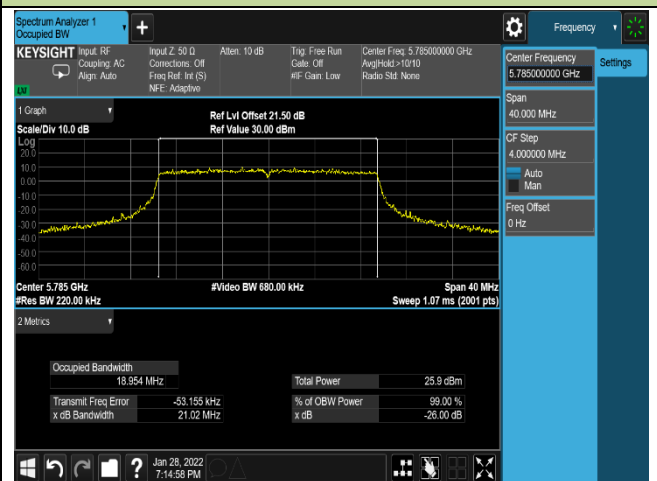 Spectrum Analyzer 1
Occupied BW
+
Frequency
KEYSIGHT
Input: RF
Coupling: AC
Align: Auto
Input Z: 50 Ω
Corrections: Off
Freq Ref: Int (S)
NFE: Adaptive
Atten: 10 dB
Trig: Free Run
Gate: Off
#IF Gain: Low
Center Freq: 5.785000000 GHz
Avg|Hold:>10/10
Radio Std: None
LXI
Center Frequency
5.785000000 GHz
Settings
Span
40.000 MHz
CF Step
4.000000 MHz
Auto
Man
Freq Offset
0 Hz
1 Graph
Scale/Div 10.0 dB
Ref Lvl Offset 21.50 dB
Ref Value 30.00 dBm
Log
20.0
10.0
0.00
-10.0
-20.0
-30.0
-40.0
-50.0
-60.0
Center 5.785 GHz
#Video BW 680.00 kHz
Span 40 MHz
#Res BW 220.00 kHz
Sweep 1.07 ms (2001 pts)
2 Metrics
Occupied Bandwidth
18.954 MHz
Total Power 25.9 dBm
Transmit Freq Error -53.155 kHz
% of OBW Power 99.00 %
x dB Bandwidth 21.02 MHz
x dB -26.00 dB
?
Jan 28, 2022
7:14:58 PM